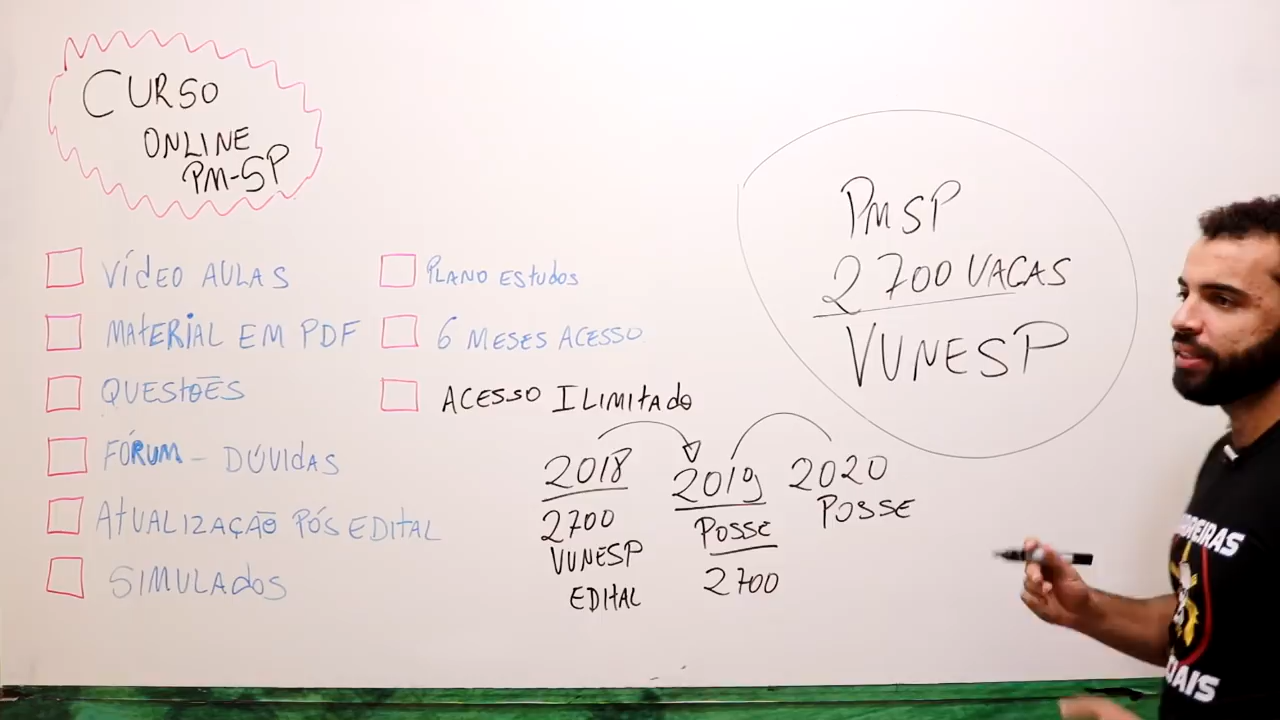 CURSO
ONLINE
PM-SP
VÍDEO AULAS
MATERIAL EM PDF
QUESTÕES
FÓRUM - DÚVIDAS
ATUALIZAÇÃO PÓS EDITAL
SIMULADOS
PLANO ESTUDOS
6 MESES ACESSO
ACESSO ILIMITADO
PMSP
2700 VAGAS
VUNESP
2018
2700
VUNESP
EDITAL
2019
POSSE
2700
2020
POSSE